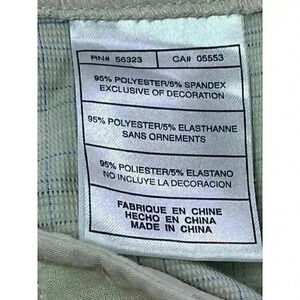 RN# 56323 CA# 05553
95% POLYESTER/5% SPANDEX
EXCLUSIVE OF DECORATION
95% POLYESTER/5% ELASTHANNE
SANS ORNEMENTS
95% POLIESTER/5% ELASTANO
NO INCLUYE LA DECORACION
FABRIQUE EN CHINE
HECHO EN CHINA
MADE IN CHINA